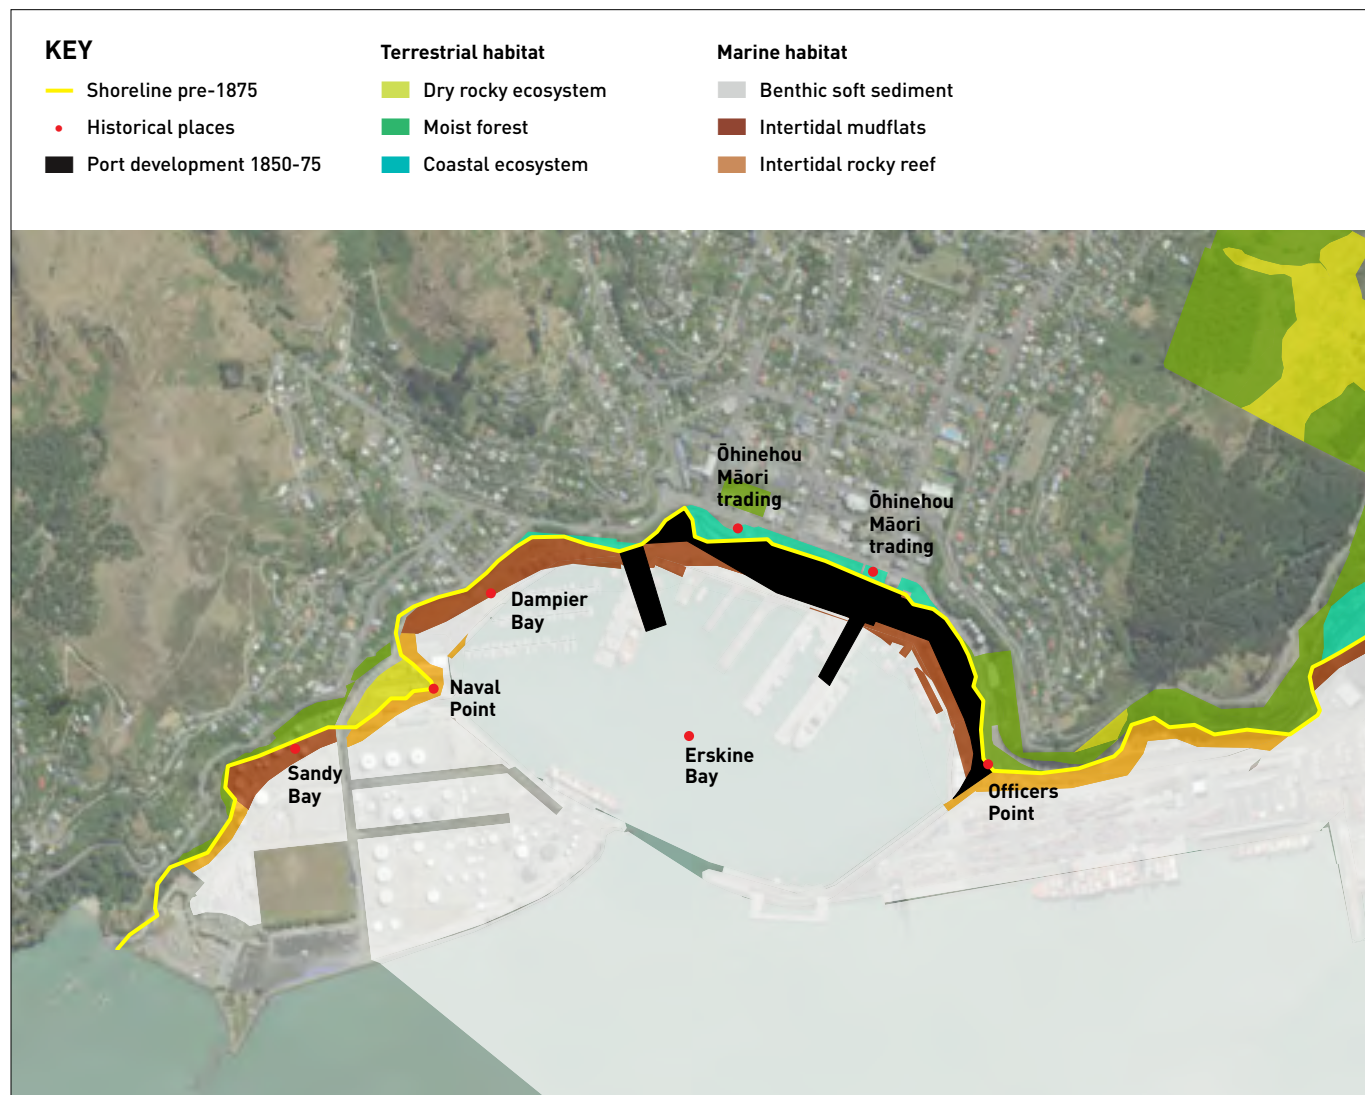 KEY
Shoreline pre-1875
Historical places
Port development 1850-75
Terrestrial habitat
Dry rocky ecosystem
Moist forest
Coastal ecosystem
Marine habitat
Benthic soft sediment
Intertidal mudflats
Intertidal rocky reef
Ōhinehou
Māori
trading
Ōhinehou
Māori
trading
Dampier
Bay
Naval
Point
Erskine
Bay
Sandy
Bay
Officers
Point